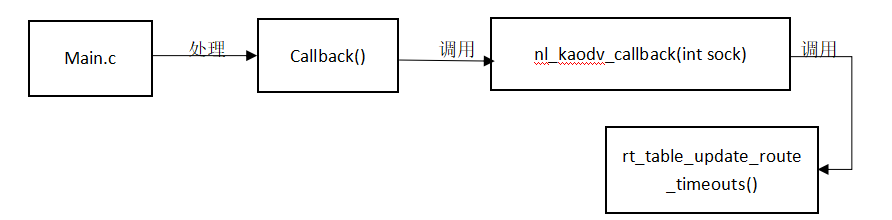 Main.c
处理
Callback()
调用
nl_kaodv_callback(int sock)
调用
rt_table_update_route
_timeouts()